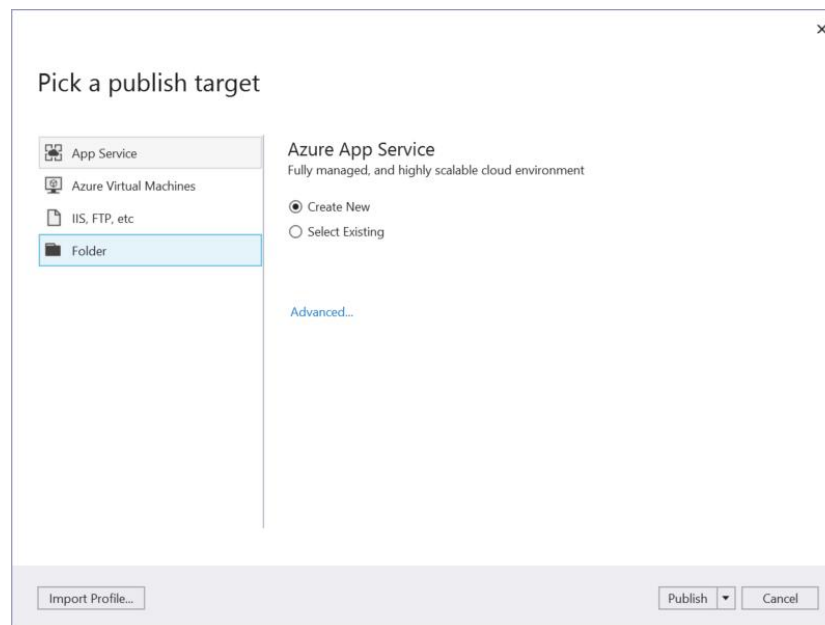 Pick a publish target
App Service
Azure Virtual Machines
IIS, FTP, etc
Folder
Azure App Service
Fully managed, and highly scalable cloud environment
Create New
Select Existing
Advanced...
Import Profile...
Publish
Cancel